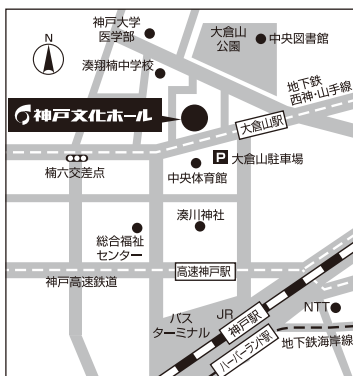 N
神戸大学
医学部
大倉山
公園
中央図書館
湊翔楠中学校
地下鉄
西神・山手線
神戸文化ホール
大倉山駅
P 大倉山駐車場
楠六交差点
中央体育館
湊川神社
総合福祉
センター
高速神戸駅
神戸高速鉄道
バス
ターミナル
JR
神戸駅
NTT
ハーバーランド駅
地下鉄海岸線